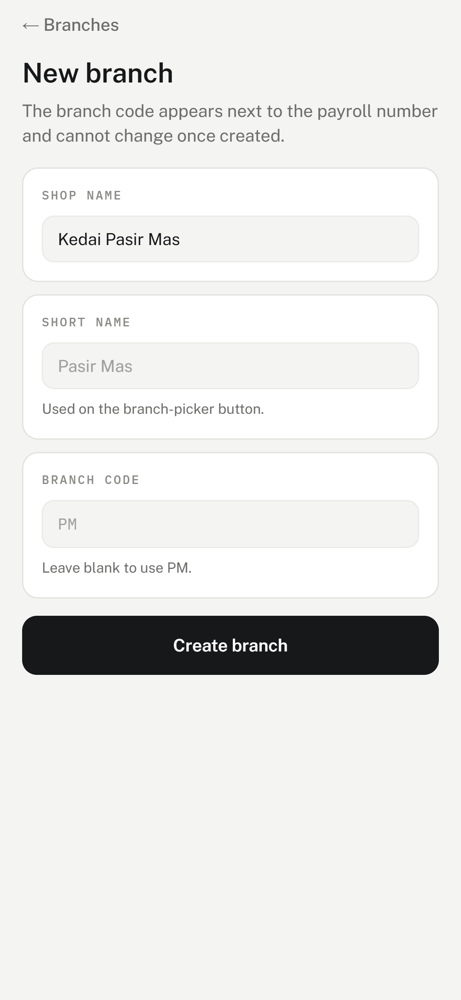 ← Branches
New branch
The branch code appears next to the payroll number
and cannot change once created.
SHOP NAME
Kedai Pasir Mas
SHORT NAME
Pasir Mas
Used on the branch-picker button.
BRANCH CODE
PM
Leave blank to use PM.
Create branch